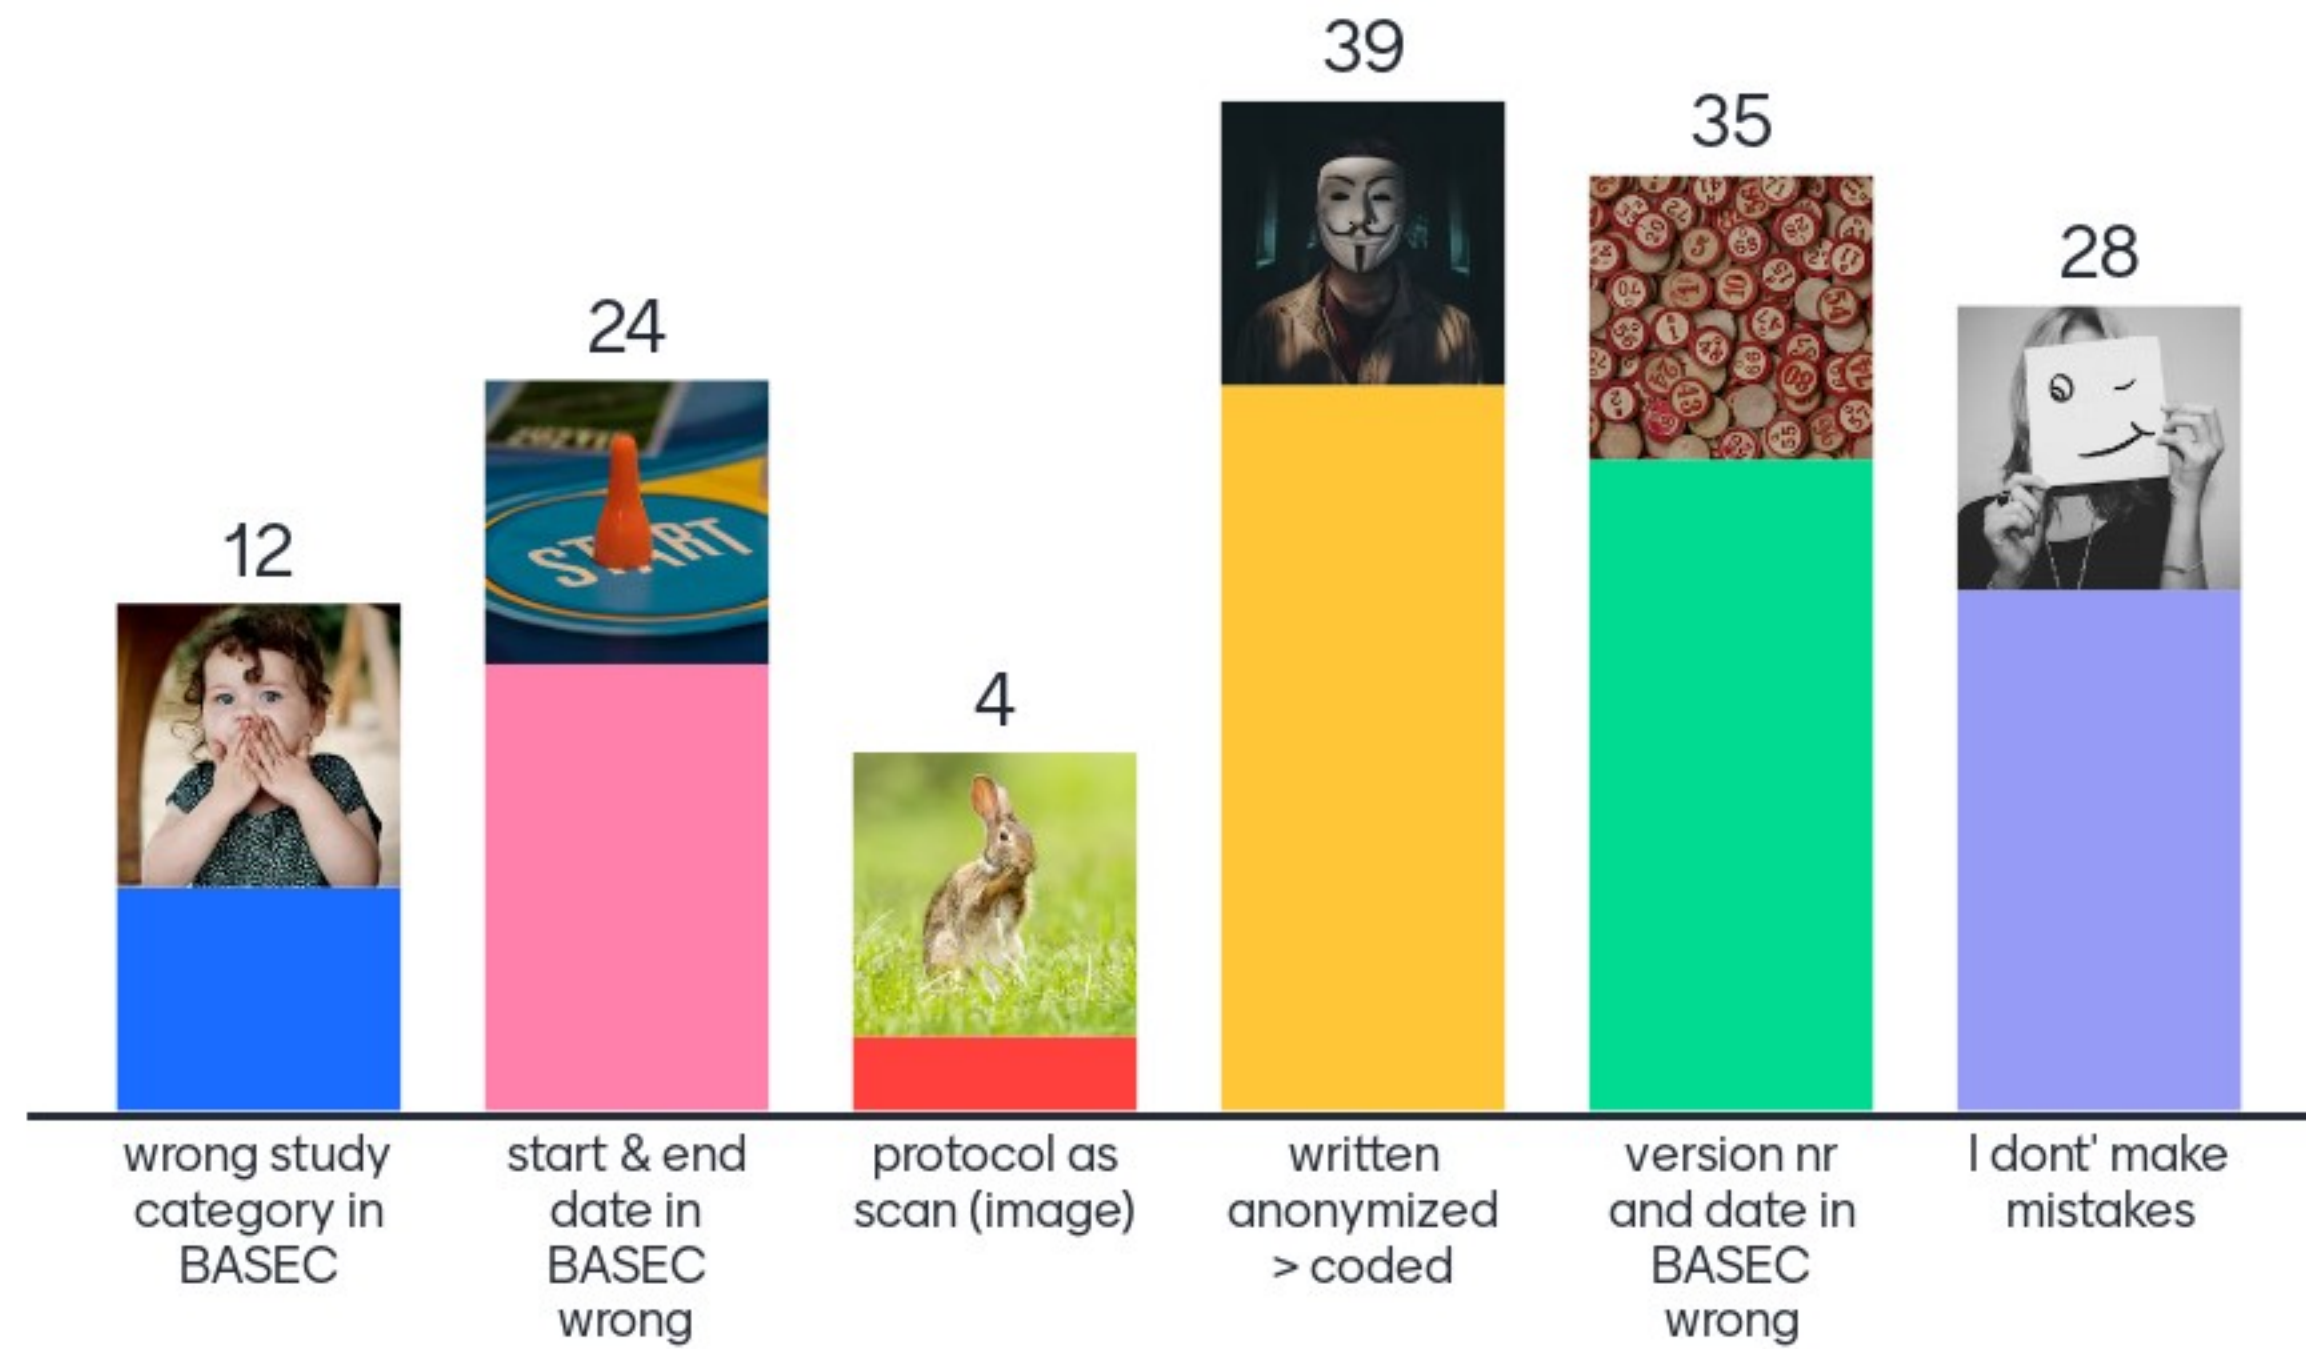 39
35
28
24
12
4
START
wrong study
category in
BASEC
start & end
date in
BASEC
wrong
protocol as
scan (image)
written
anonymized
> coded
version nr
and date in
BASEC
wrong
I dont' make
mistakes